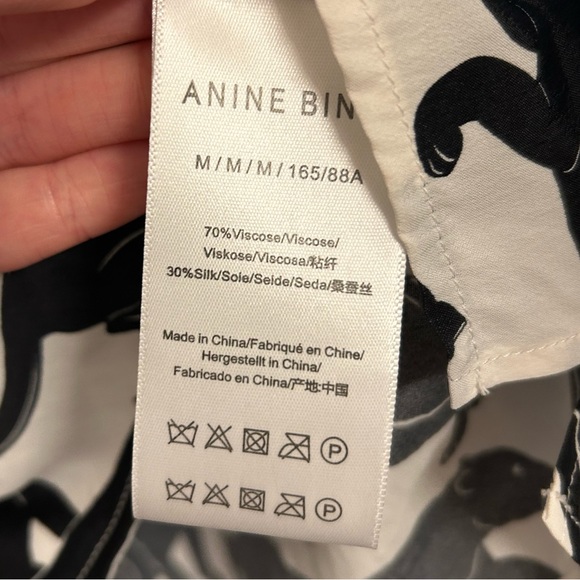 ANINE BIN
M/M/M/165/88A
70%Viscose/Viscose/
Viskose/Viscosa/粘纤
30%Silk/Soie/Seide/Seda/桑蚕丝
Made in China/Fabriqué en Chine/
Hergestellt in China/
Fabricado en China/产地:中国
P
P